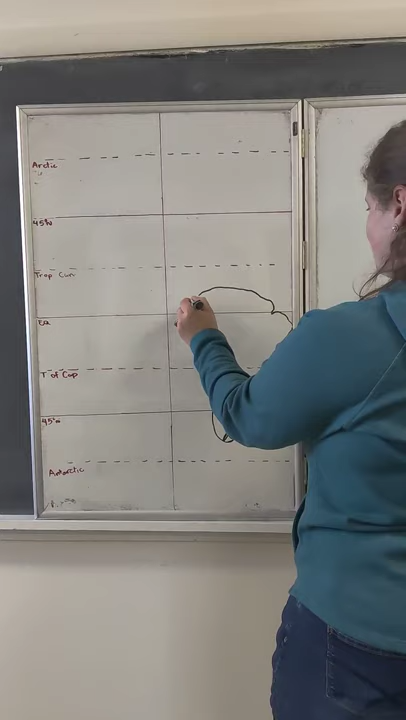 Arctic
45°N
Trop Can
EQ
T of Cap
45°s
Antarctic